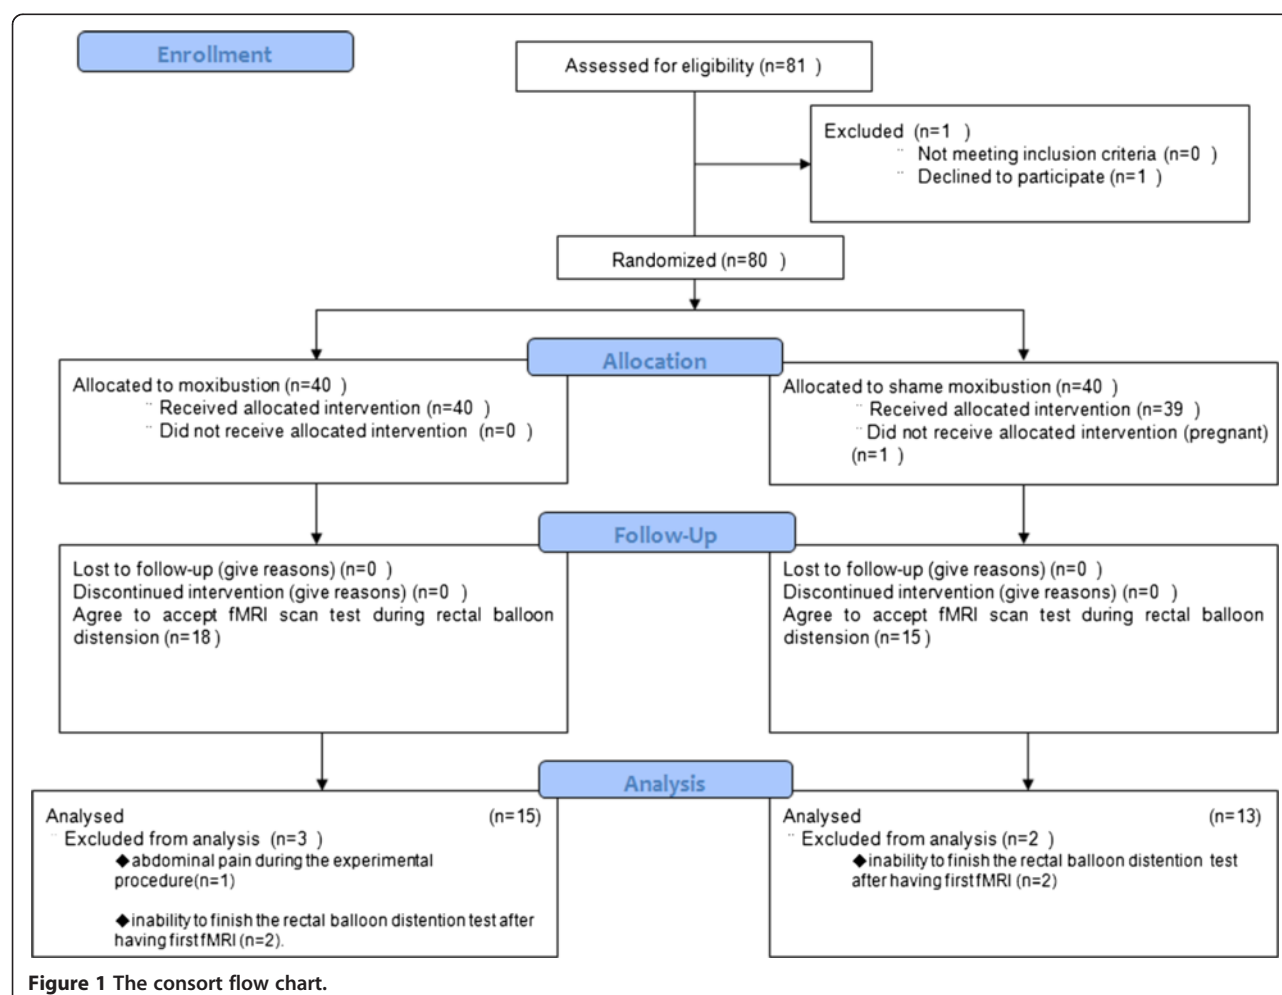 Enrollment
Assessed for eligibility (n=81 )
Excluded (n=1 )
¨ Not meeting inclusion criteria (n=0 )
¨ Declined to participate (n=1 )
Randomized (n=80 )
Allocation
Allocated to moxibustion (n=40 )
¨ Received allocated intervention (n=40 )
¨ Did not receive allocated intervention (n=0 )
Allocated to shame moxibustion (n=40 )
¨ Received allocated intervention (n=39 )
¨ Did not receive allocated intervention (pregnant)
(n=1 )
Follow-Up
Lost to follow-up (give reasons) (n=0 )
Discontinued intervention (give reasons) (n=0 )
Agree to accept fMRI scan test during rectal balloon
distension (n=18 )
Lost to follow-up (give reasons) (n=0 )
Discontinued intervention (give reasons) (n=0 )
Agree to accept fMRI scan test during rectal balloon
distension (n=15 )
Analysis
Analysed (n=15)
¨ Excluded from analysis (n=3 )
◆abdominal pain during the experimental
procedure(n=1)
◆inability to finish the rectal balloon distention test after
having first fMRI (n=2).
Analysed (n=13)
¨ Excluded from analysis (n=2 )
◆inability to finish the rectal balloon distention test
after having first fMRI (n=2)
Figure 1 The consort flow chart.